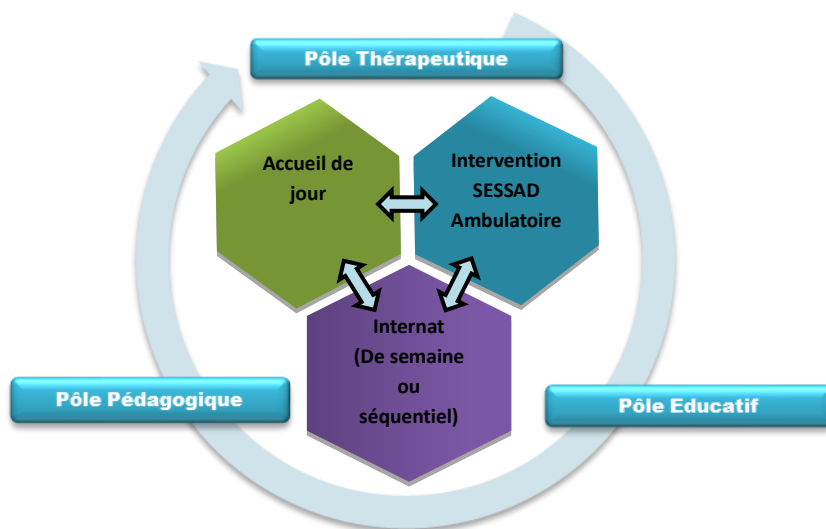 Pôle Thérapeutique
Accueil de
jour
Intervention
SESSAD
Ambulatoire
Internat
(De semaine
ou
séquentiel)
Pôle Pédagogique
Pôle Educatif